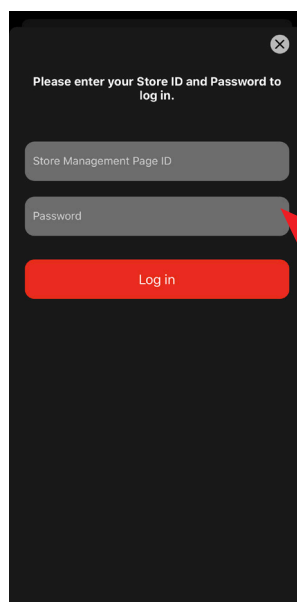 Please enter your Store ID and Password to
log in.
Store Management Page ID
Password
Log in